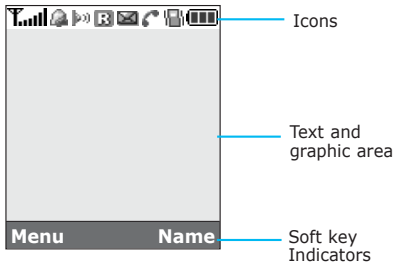 R
Icons
Text and
graphic area
Menu
Name
Soft key
Indicators